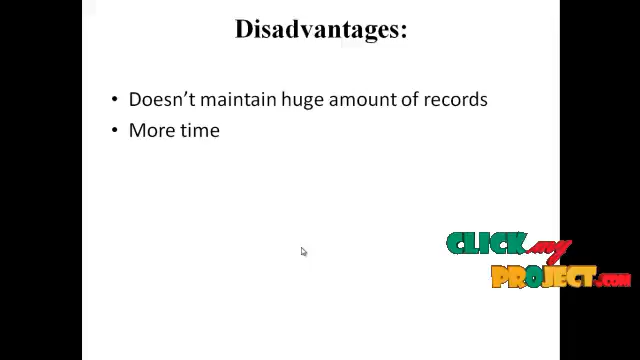 Disadvantages:
• Doesn’t maintain huge amount of records
• More time
CLICK my
PROJECT.COM